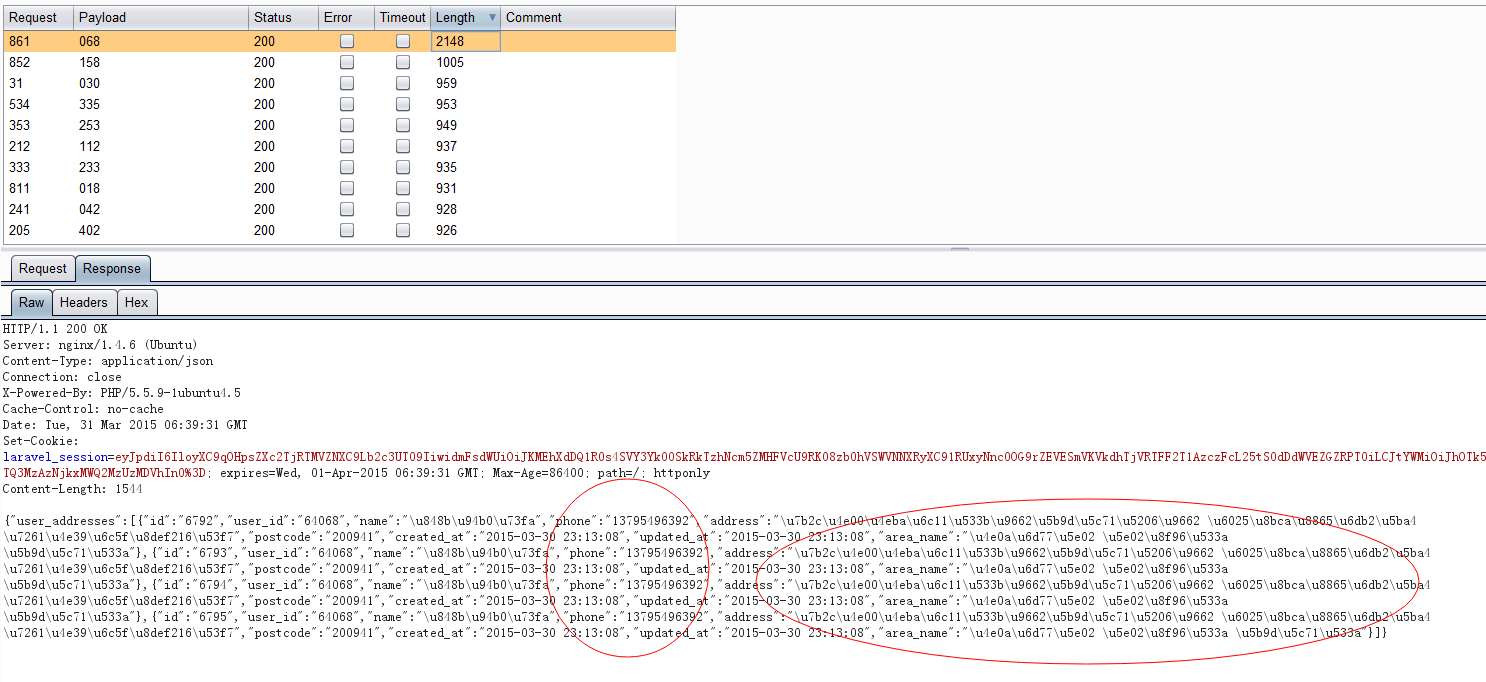 Request Payload Status Error Timeout Length Comment
861 068 200 2148
852 158 200 1005
31 030 200 959
534 335 200 953
353 253 200 949
212 112 200 937
333 233 200 935
811 018 200 931
241 042 200 928
205 402 200 926
Request Response
Raw Headers Hex
HTTP/1.1 200 OK
Server: nginx/1.4.6 (Ubuntu)
Content-Type: application/json
Connection: close
X-Powered-By: PHP/5.5.9-1ubuntu4.5
Cache-Control: no-cache
Date: Tue, 31 Mar 2015 06:39:31 GMT
Set-Cookie:
laravel_session=
expires=Wed, 01-Apr-2015 06:39:31 GMT; Max-Age=86400; path=/; httponly
Content-Length: 1544
{"user_addresses":[{"id":"6792","user_id":"64068","name":"\u848b\u94b0\u73fa","phone":"13795496392","address":"\u7b2c\u4e00\u4eba\u6c11\u533b\u9662\u5b9d\u5c71\u5206\u9662 \u6025\u8bca\u8865\u6db2\u5ba4
\u7261\u4e39\u6c5f\u8def216\u53f7","postcode":"200941","created_at":"2015-03-30 23:13:08","updated_at":"2015-03-30 23:13:08","area_name":"\u4e0a\u6d77\u5e02 \u5e02\u8f96\u533a
\u5b9d\u5c71\u533a"},{"id":"6793","user_id":"64068","name":"\u848b\u94b0\u73fa","phone":"13795496392","address":"\u7b2c\u4e00\u4eba\u6c11\u533b\u9662\u5b9d\u5c71\u5206\u9662 \u6025\u8bca\u8865\u6db2\u5ba4
\u7261\u4e39\u6c5f\u8def216\u53f7","postcode":"200941","created_at":"2015-03-30 23:13:08","updated_at":"2015-03-30 23:13:08","area_name":"\u4e0a\u6d77\u5e02 \u5e02\u8f96\u533a
\u5b9d\u5c71\u533a"},{"id":"6794","user_id":"64068","name":"\u848b\u94b0\u73fa","phone":"13795496392","address":"\u7b2c\u4e00\u4eba\u6c11\u533b\u9662\u5b9d\u5c71\u5206\u9662 \u6025\u8bca\u8865\u6db2\u5ba4
\u7261\u4e39\u6c5f\u8def216\u53f7","postcode":"200941","created_at":"2015-03-30 23:13:08","updated_at":"2015-03-30 23:13:08","area_name":"\u4e0a\u6d77\u5e02 \u5e02\u8f96\u533a
\u5b9d\u5c71\u533a"},{"id":"6795","user_id":"64068","name":"\u848b\u94b0\u73fa","phone":"13795496392","address":"\u7b2c\u4e00\u4eba\u6c11\u533b\u9662\u5b9d\u5c71\u5206\u9662 \u6025\u8bca\u8865\u6db2\u5ba4
\u7261\u4e39\u6c5f\u8def216\u53f7","postcode":"200941","created_at":"2015-03-30 23:13:08","updated_at":"2015-03-30 23:13:08","area_name":"\u4e0a\u6d77\u5e02 \u5e02\u8f96\u533a \u5b9d\u5c71\u533a"}]}